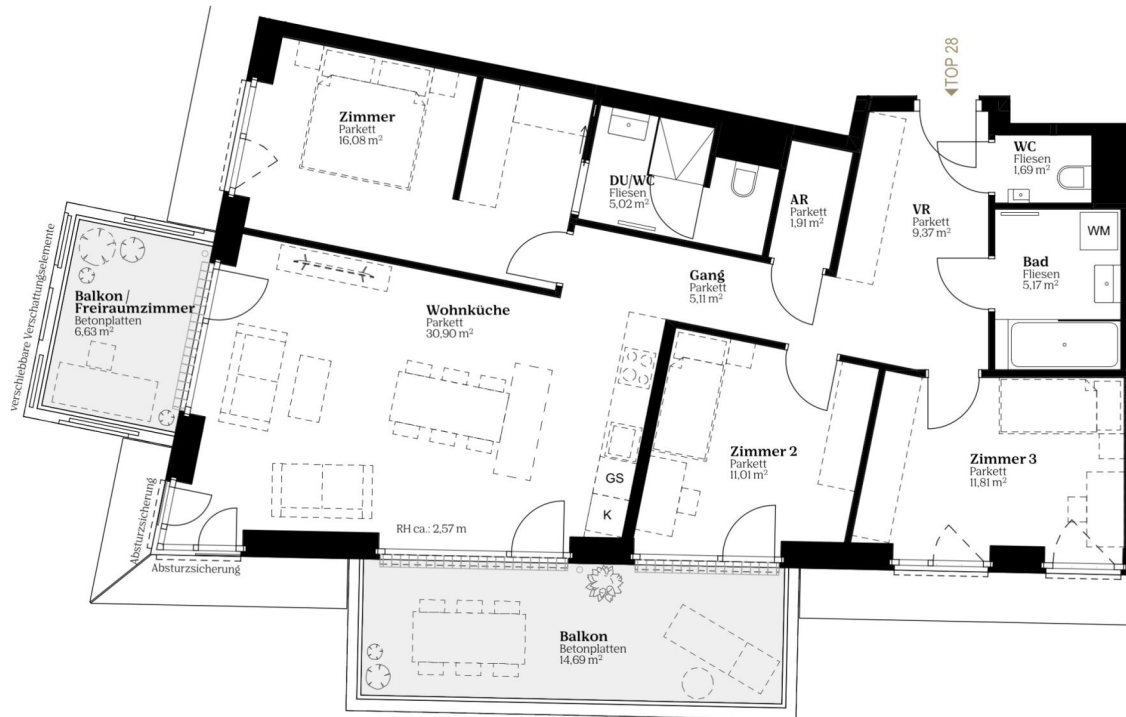 TOP 28
Zimmer
Parkett
16,08 m²
DU/WC
Fliesen
5,02 m²
AR
Parkett
1,91 m²
VR
Parkett
9,37 m²
WC
Fliesen
1,69 m²
WM
Bad
Fliesen
5,17 m²
Gang
Parkett
5,11 m²
verschiebbare Verschattungselemente
Balkon/
Freiraumzimmer
Betonplatten
6,63 m²
Wohnküche
Parkett
30,90 m²
Zimmer 2
Parkett
11,01 m²
Zimmer 3
Parkett
11,81 m²
GS
K
RH ca.: 2,57 m
Absturzsicherung
Absturzsicherung
Balkon
Betonplatten
14,69 m²